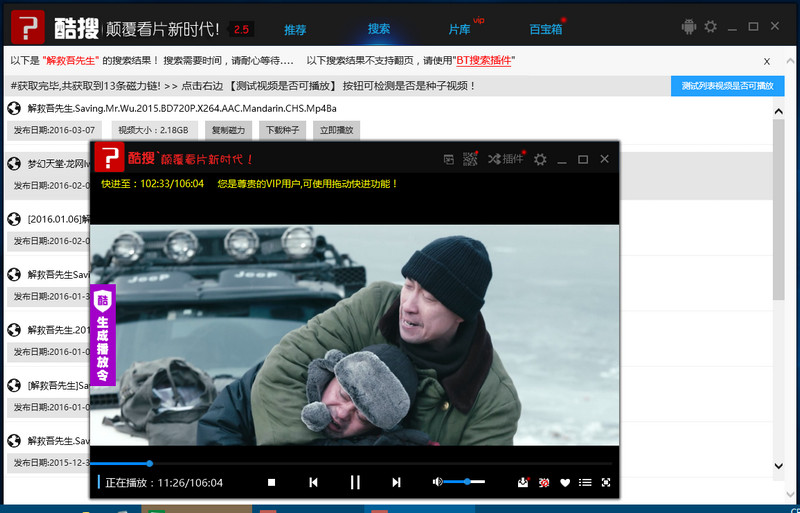 酷搜 颠覆看片新时代! 2.5 推荐 搜索 片库 vip 百宝箱
以下是 "解救吾先生" 的搜索结果！ 搜索需要时间，请耐心等待.... 以下搜索结果不支持翻页，请使用"BT搜索插件" x
#获取完毕,共获取到13条磁力链! >> 点击右边 【测试视频是否可播放】 按钮可检测是否是种子视频！ 测试列表视频是否可播放
解救吾先生.Saving.Mr.Wu.2015.BD720P.X264.AAC.Mandarin.CHS.Mp4Ba
发布日期:2016-03-07 视频大小：2.18GB 复制磁力 下载种子 立即播放
梦幻天堂·龙网
发布日期:2016-02-0
[2016.01.06]解
发布日期:2016-02-0
解救吾先生Savi
发布日期:2016-01-3
解救吾先生.201
发布日期:2016-01-0
[解救吾先生]Sa
发布日期:2016-01-0
解救吾先生.Sav
发布日期:2015-12-3
酷搜 颠覆看片新时代！ 插件
快进至：102:33/106:04 您是尊贵的VIP用户,可使用拖动快进功能！
Jeep Jeep
酷
生成播放令
正在播放：11:26/106:04